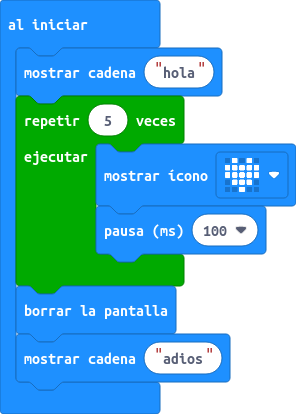 al iniciar
mostrar cadena "hola"
repetir 5 veces
ejecutar
mostrar icono
pausa (ms) 100
borrar la pantalla
mostrar cadena "adios"